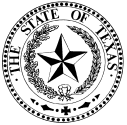 · THE STATE OF TEXAS ·